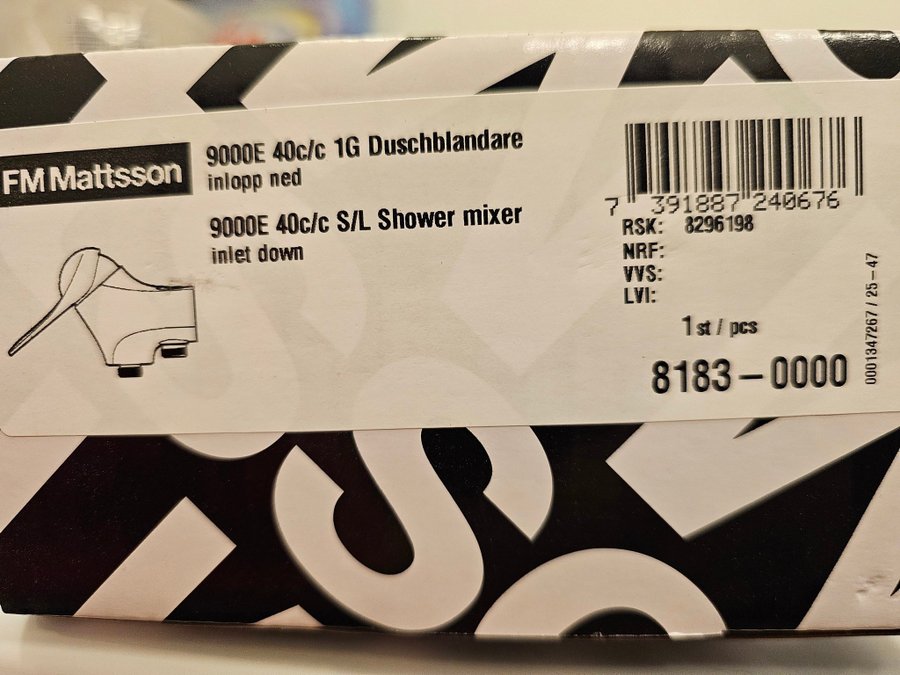 FM Mattsson
9000E 40c/c 1G Duschblandare
inlopp ned
9000E 40c/c S/L Shower mixer
inlet down
7 391887 240676
RSK: 8296198
NRF:
VVS:
LVI:
1 st / pcs
8183-0000
0001347267 / 25-47